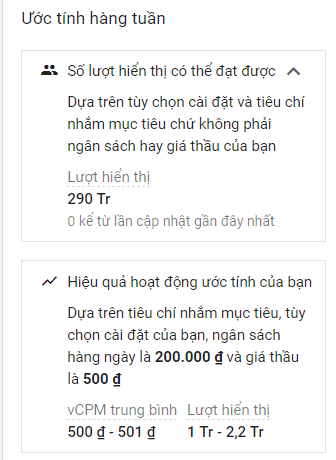 Ước tính hàng tuần
Số lượt hiển thị có thể đạt được
Dựa trên tùy chọn cài đặt và tiêu chí
nhắm mục tiêu chứ không phải
ngân sách hay giá thầu của bạn
Lượt hiển thị
290 Tr
0 kể từ lần cập nhật gần đây nhất
Hiệu quả hoạt động ước tính của bạn
Dựa trên tiêu chí nhắm mục tiêu, tùy
chọn cài đặt của bạn, ngân sách
hàng ngày là 200.000 ₫ và giá thầu
là 500 ₫
vCPM trung bình Lượt hiển thị
500 ₫ - 501 ₫ 1 Tr - 2,2 Tr